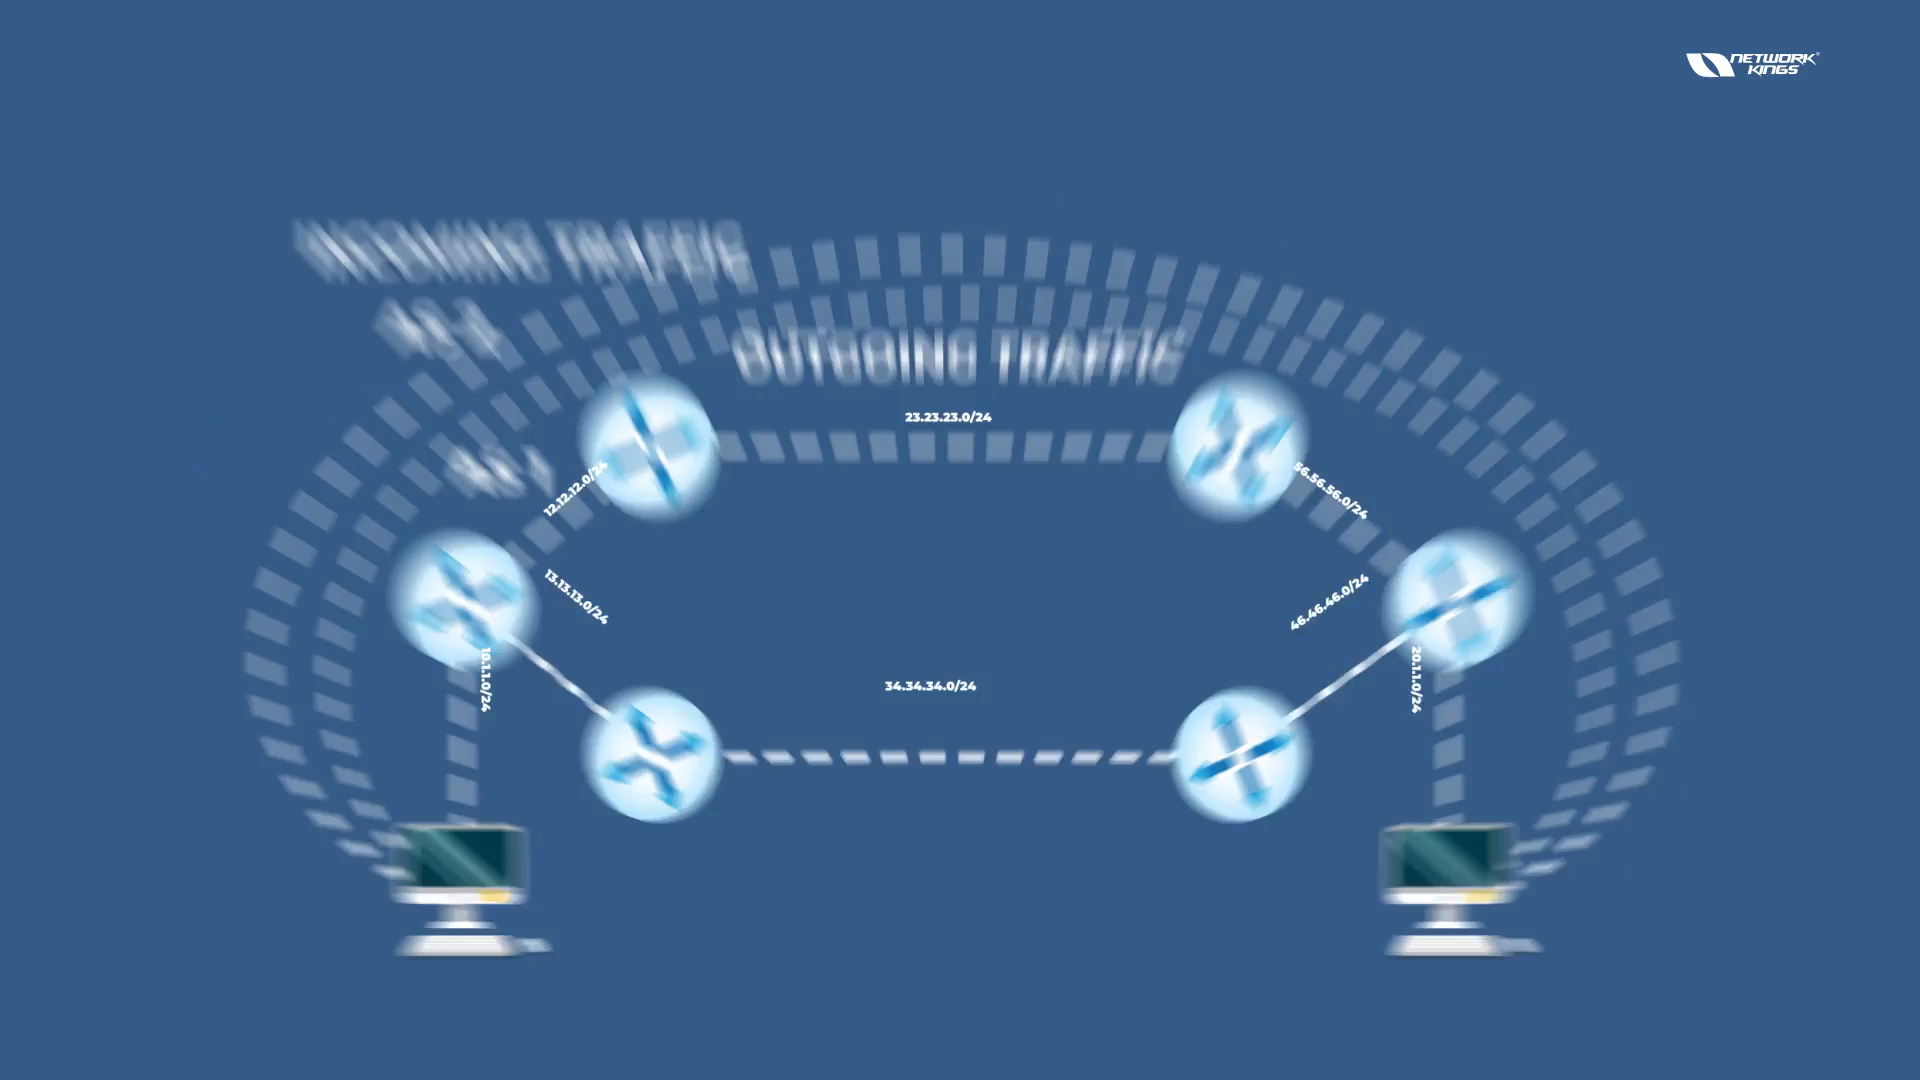 NETWORK
KINGS
INCOMING TRAFFIC
OUTGOING TRAFFIC
23.23.23.0/24
12.12.12.0/24
56.56.56.0/24
13.13.13.0/24
46.46.46.0/24
10.1.1.0/24
20.1.1.0/24
34.34.34.0/24